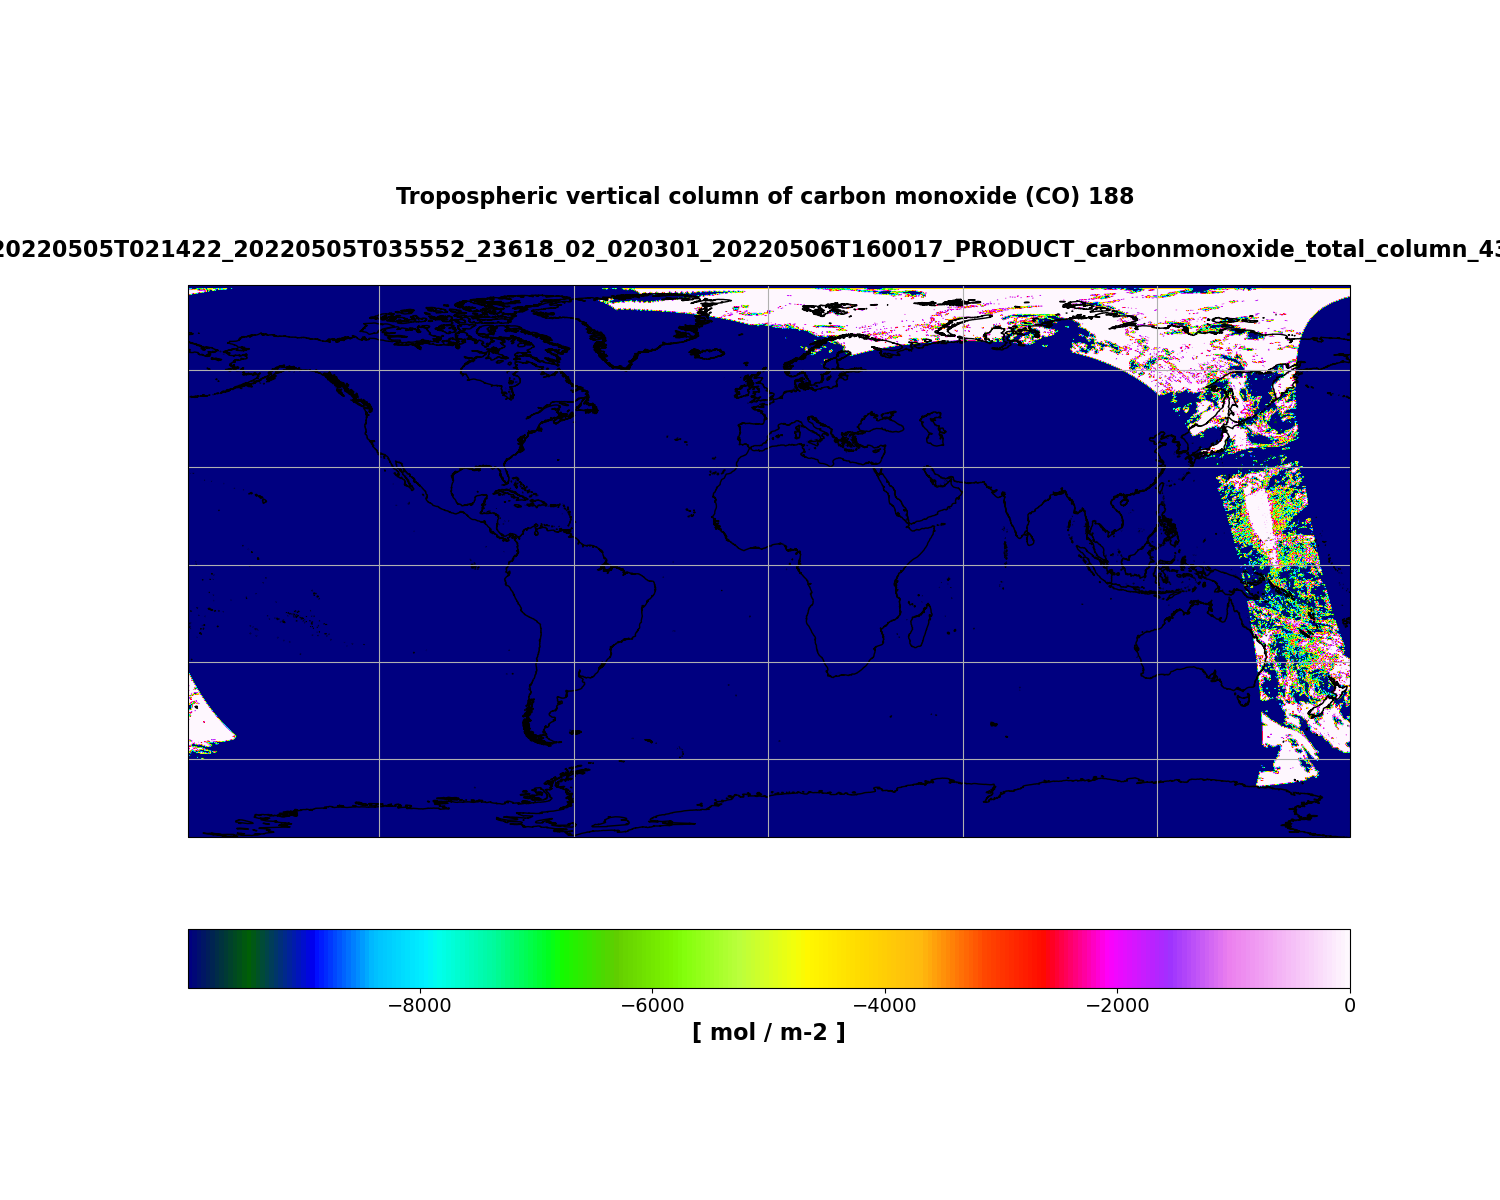 Tropospheric vertical column of carbon monoxide (CO) 188
20220505T021422_20220505T035552_23618_02_020301_20220506T160017_PRODUCT_carbonmonoxide_total_column_43
−8000 −6000 −4000 −2000 0
[ mol / m-2 ]